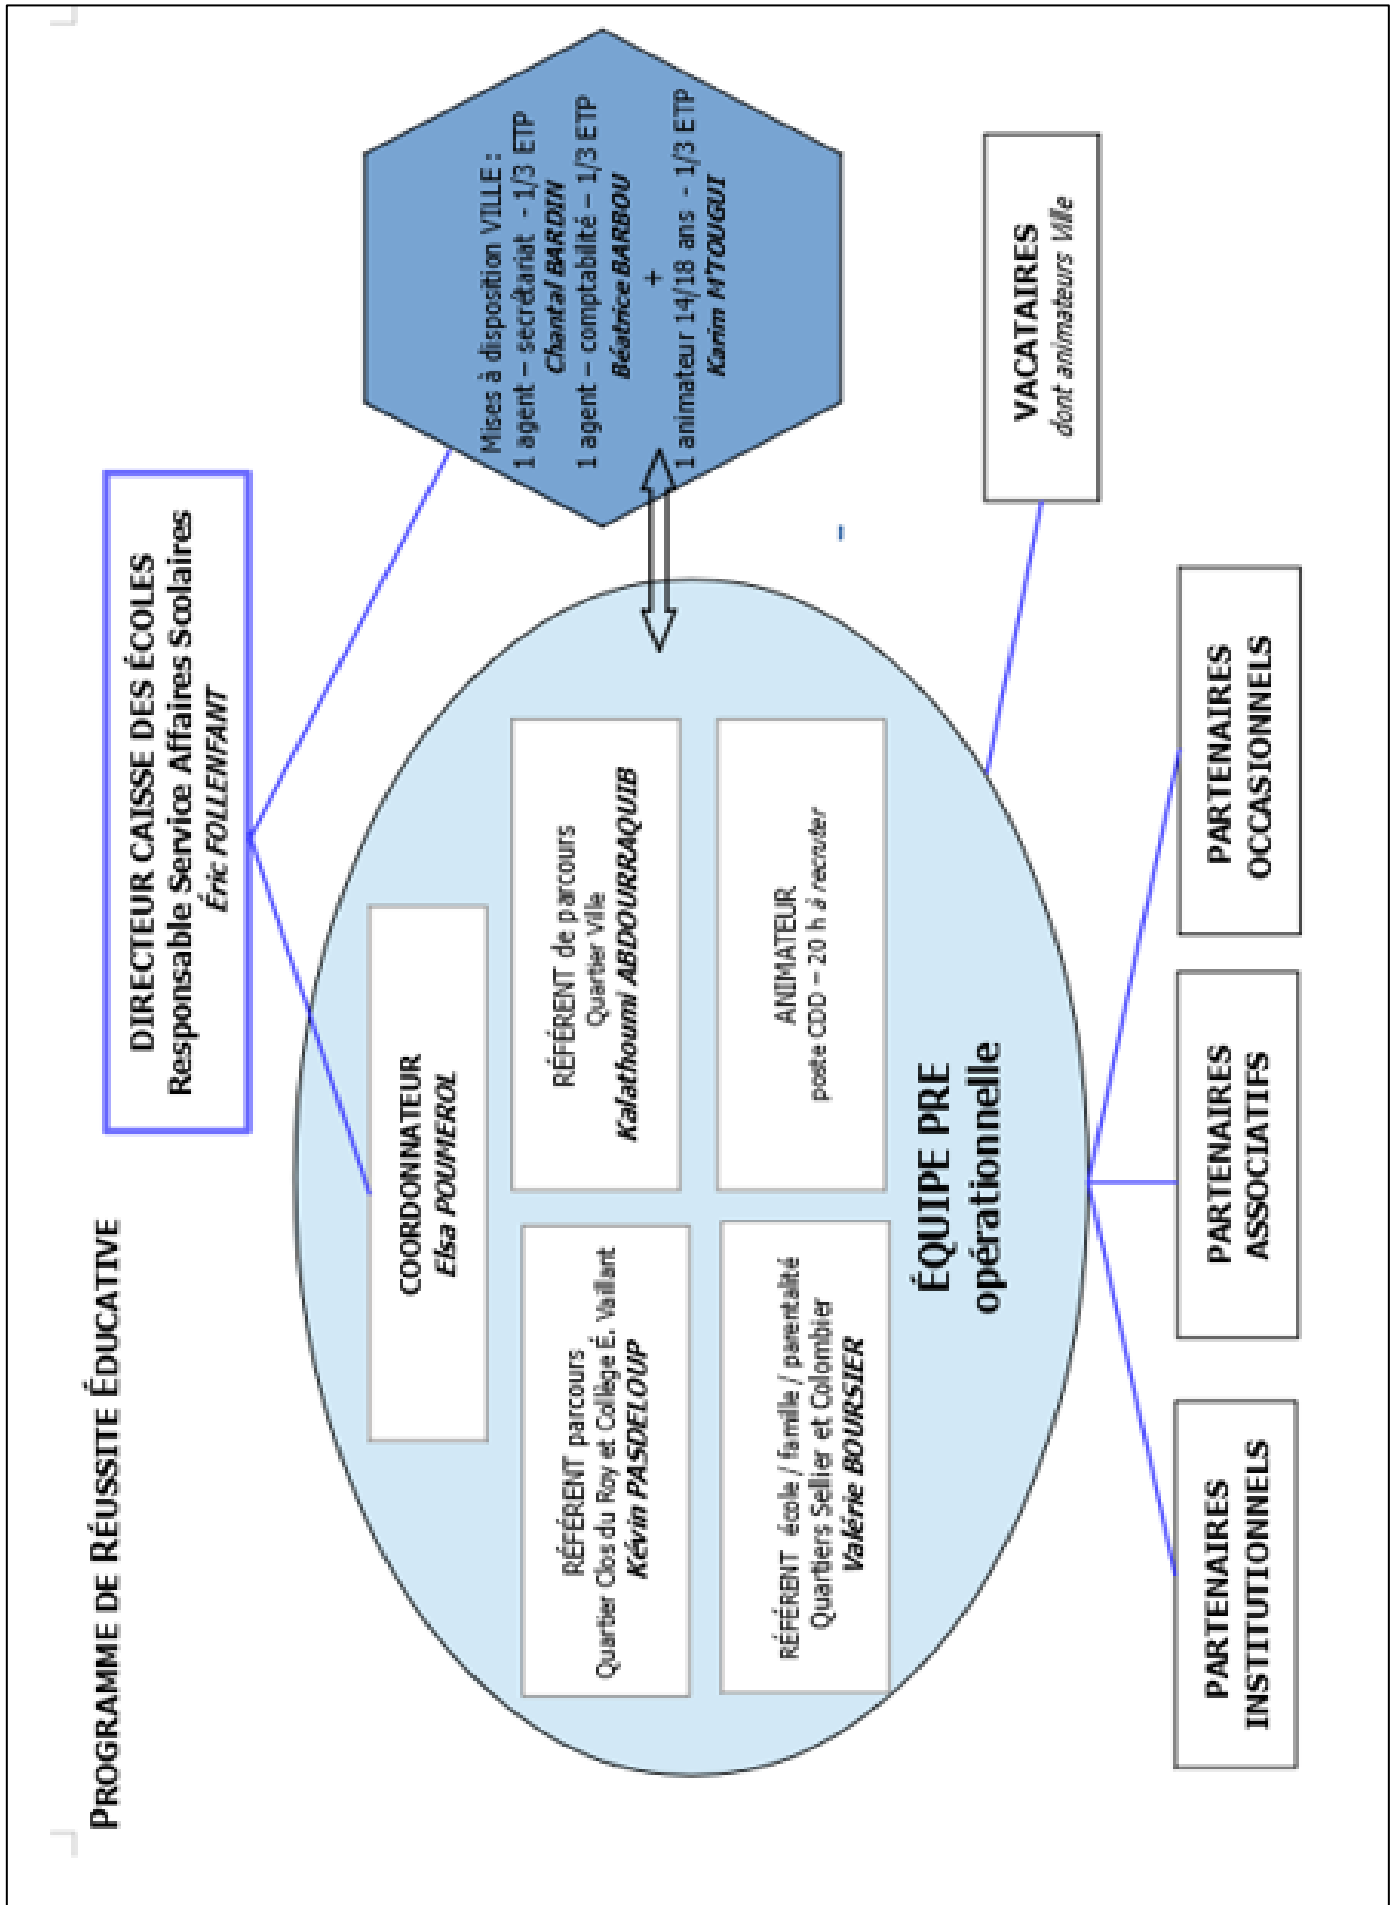 PROGRAMME DE RÉUSSITE ÉDUCATIVE
DIRECTEUR CAISSE DES ÉCOLES
Responsable Service Affaires Scolaires
Éric FOLLENFANT
Mises à disposition VILLE :
1 agent – secrétariat - 1/3 ETP
Chantal BARDIN
1 agent – comptabilité – 1/3 ETP
Béatrice BARBOU
+
1 animateur 14/18 ans - 1/3 ETP
Karim M'TOUGUI
COORDONNATEUR
Elsa POUMEROL
RÉFÉRENT parcours
Quartier Clos du Roy et Collège É. Vaillant
Kévin PASDELOUP
RÉFÉRENT de parcours
Quartier Ville
Kalathoumi ABDOURRAQUIB
RÉFÉRENT école / famille / parentalité
Quartiers Sellier et Colombier
Valérie BOURSIER
ANIMATEUR
poste CDD – 20 h à recruter
ÉQUIPE PRE
opérationnelle
VACATAIRES
dont animateurs Ville
PARTENAIRES
INSTITUTIONNELS
PARTENAIRES
ASSOCIATIFS
PARTENAIRES
OCCASIONNELS